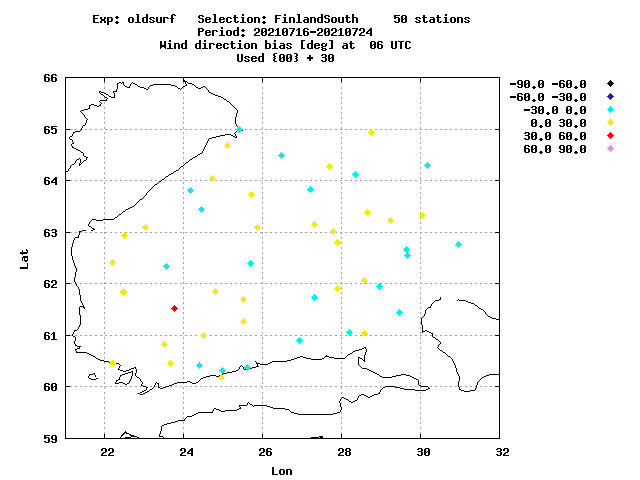 Exp: oldsurf Selection: FinlandSouth 50 stations
Period: 20210716-20210724
Wind direction bias [deg] at 06 UTC
Used {00} + 30
-90.0 -60.0
-60.0 -30.0
-30.0 0.0
0.0 30.0
30.0 60.0
60.0 90.0
66
65
64
63
62
61
60
59
Lat
22 24 26 28 30 32
Lon